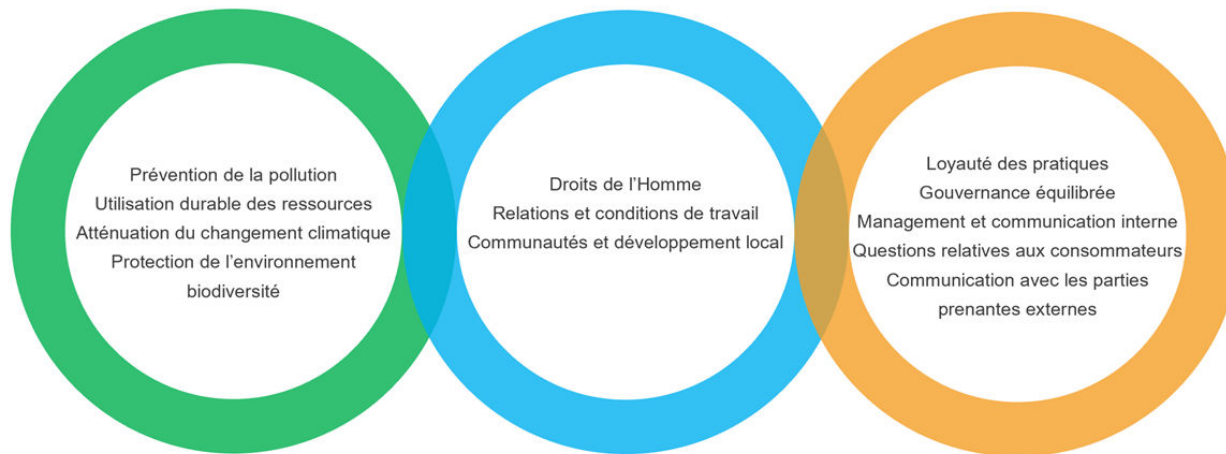 Prévention de la pollution
Utilisation durable des ressources
Atténuation du changement climatique
Protection de l'environnement
biodiversité
Droits de l'Homme
Relations et conditions de travail
Communautés et développement local
Loyauté des pratiques
Gouvernance équilibrée
Management et communication interne
Questions relatives aux consommateurs
Communication avec les parties
prenantes externes